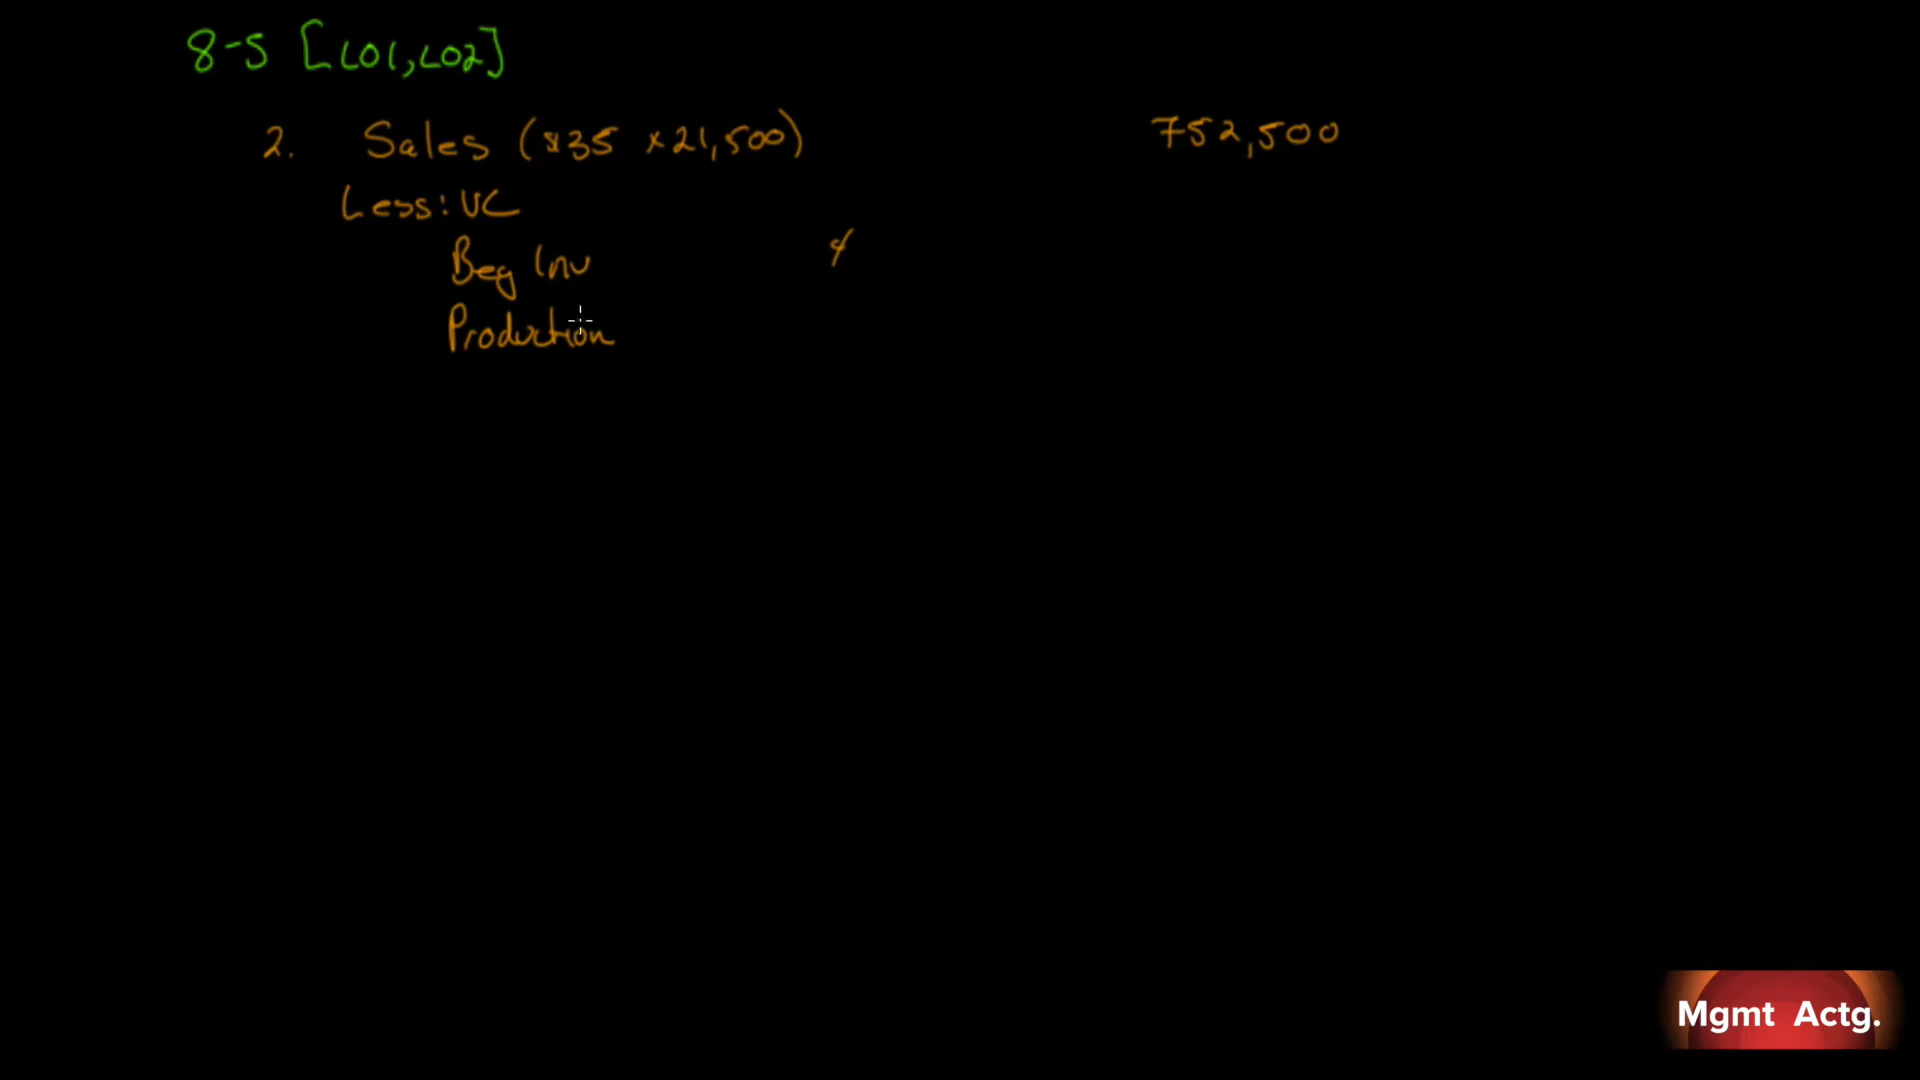 8-5 [LO1, LO2]
2. Sales ($35 x 21,500) 752,500
Less: VC
Beg Inv ∅
Production
Mgmt Actg.